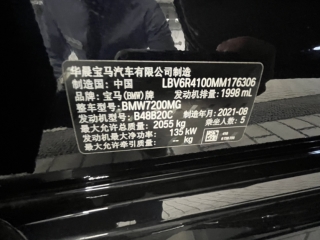 华晨宝马汽车有限公司制造
制造国：中国 LBV6R4100MM176306
品牌：宝马(BMW)牌 发动机排量：1998 mL
整车型号：BMW7200MG
发动机型号：B48B20C 制造年月：2021-08
最大允许总质量：2055 kg 乘坐人数：5
发动机最大净功率：135 kW
最大允许牵引质量：-- kg